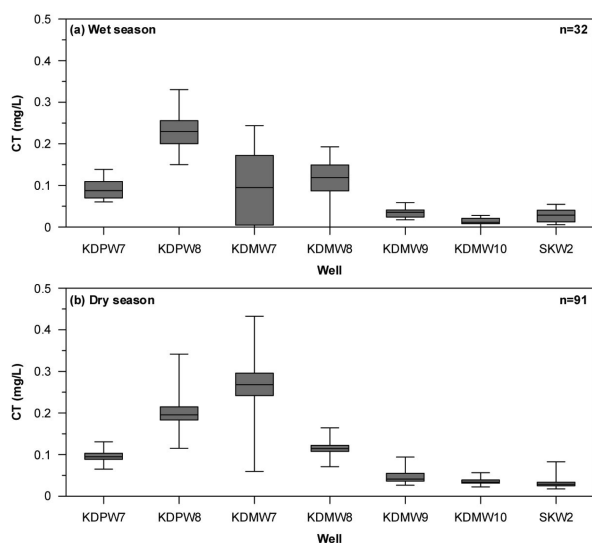 (a) Wet season n=32
CT (mg/L)
0.5
0.4
0.3
0.2
0.1
0
KDPW7 KDPW8 KDMW7 KDMW8 KDMW9 KDMW10 SKW2
Well
(b) Dry season n=91
CT (mg/L)
0.5
0.4
0.3
0.2
0.1
0
KDPW7 KDPW8 KDMW7 KDMW8 KDMW9 KDMW10 SKW2
Well